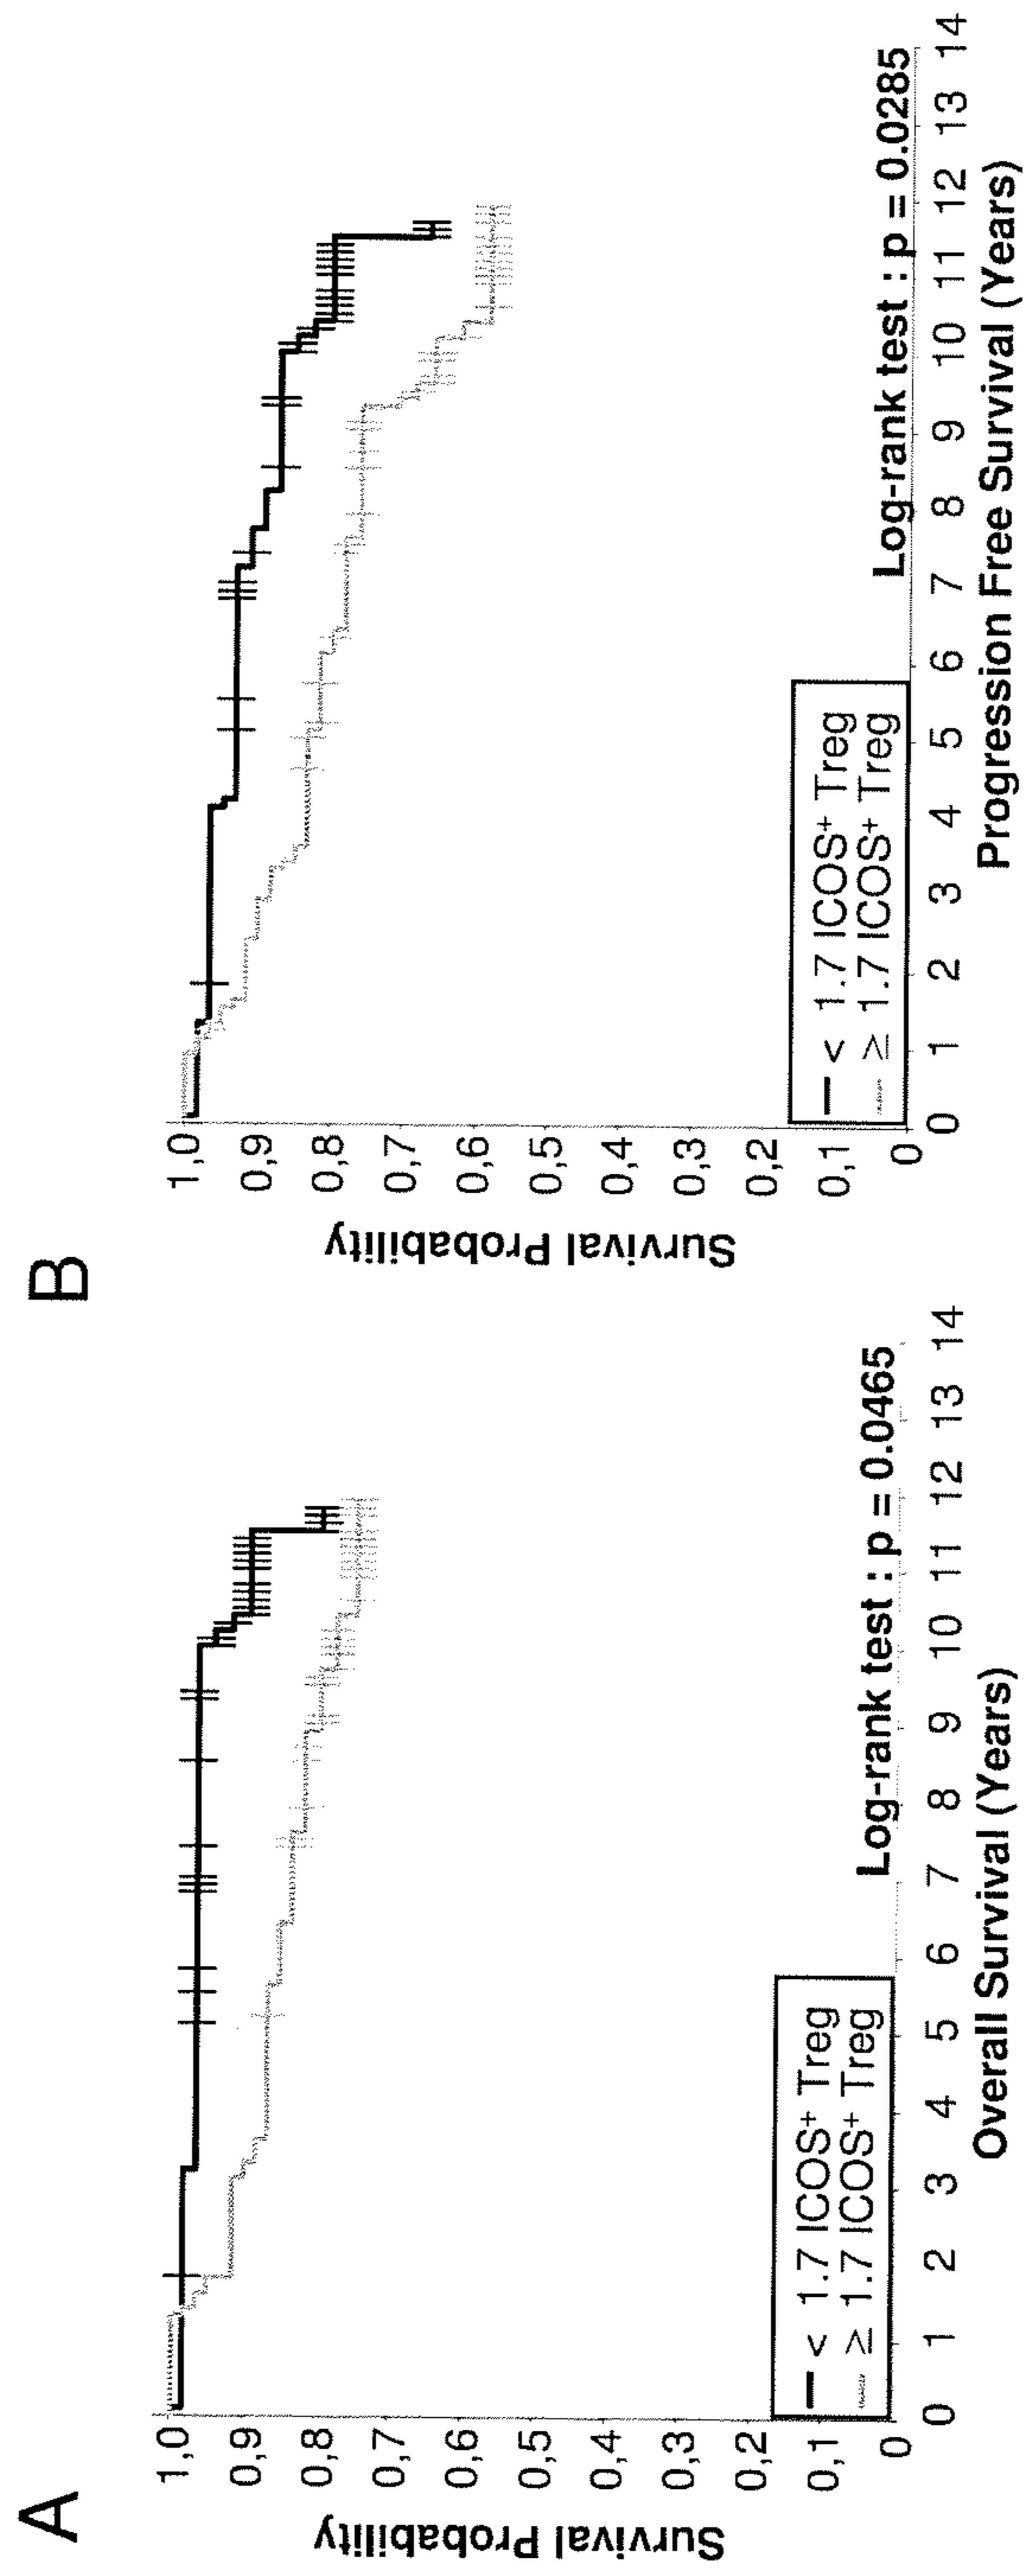 A
Survival Probability
1,0
0,9
0,8
0,7
0,6
0,5
0,4
0,3
0,2
0,1
0
< 1.7 ICOS+ Treg
≥ 1.7 ICOS+ Treg
Log-rank test : p = 0.0465
0 1 2 3 4 5 6 7 8 9 10 11 12 13 14
Overall Survival (Years)
B
Survival Probability
1,0
0,9
0,8
0,7
0,6
0,5
0,4
0,3
0,2
0,1
0
< 1.7 ICOS+ Treg
≥ 1.7 ICOS+ Treg
Log-rank test : p = 0.0285
0 1 2 3 4 5 6 7 8 9 10 11 12 13 14
Progression Free Survival (Years)